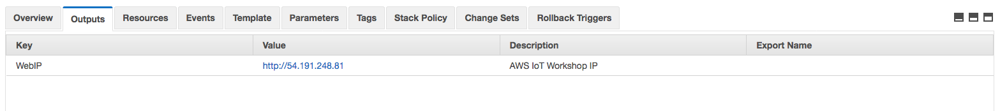 Overview Outputs Resources Events Template Parameters Tags Stack Policy Change Sets Rollback Triggers
Key Value Description Export Name
WebIP http://54.191.248.81 AWS IoT Workshop IP